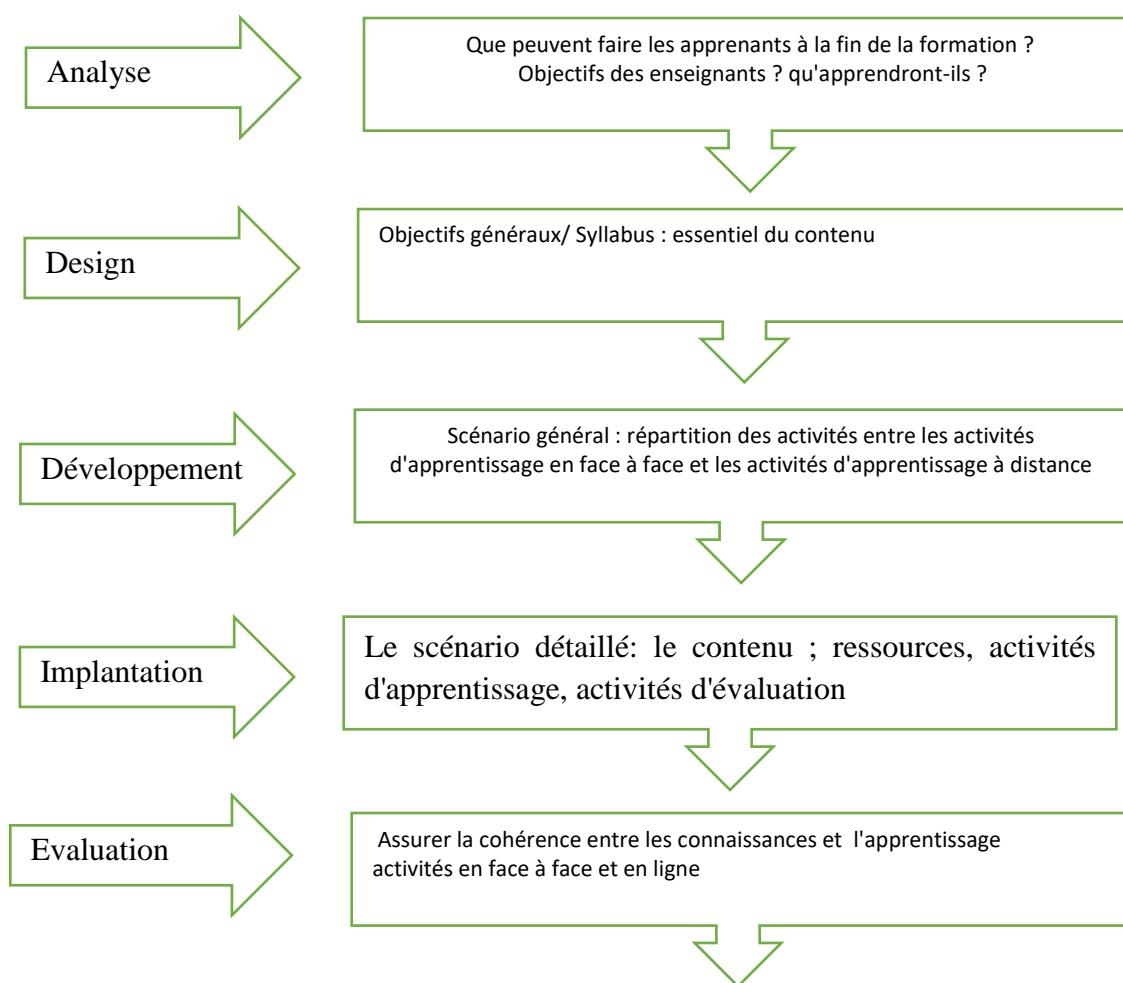 Analyse
Que peuvent faire les apprenants à la fin de la formation ?
Objectifs des enseignants ? qu'apprendront-ils ?
Design
Objectifs généraux/ Syllabus : essentiel du contenu
Développement
Scénario général : répartition des activités entre les activités
d'apprentissage en face à face et les activités d'apprentissage à distance
Implantation
Le scénario détaillé: le contenu ; ressources, activités
d'apprentissage, activités d'évaluation
Evaluation
Assurer la cohérence entre les connaissances et l'apprentissage
activités en face à face et en ligne